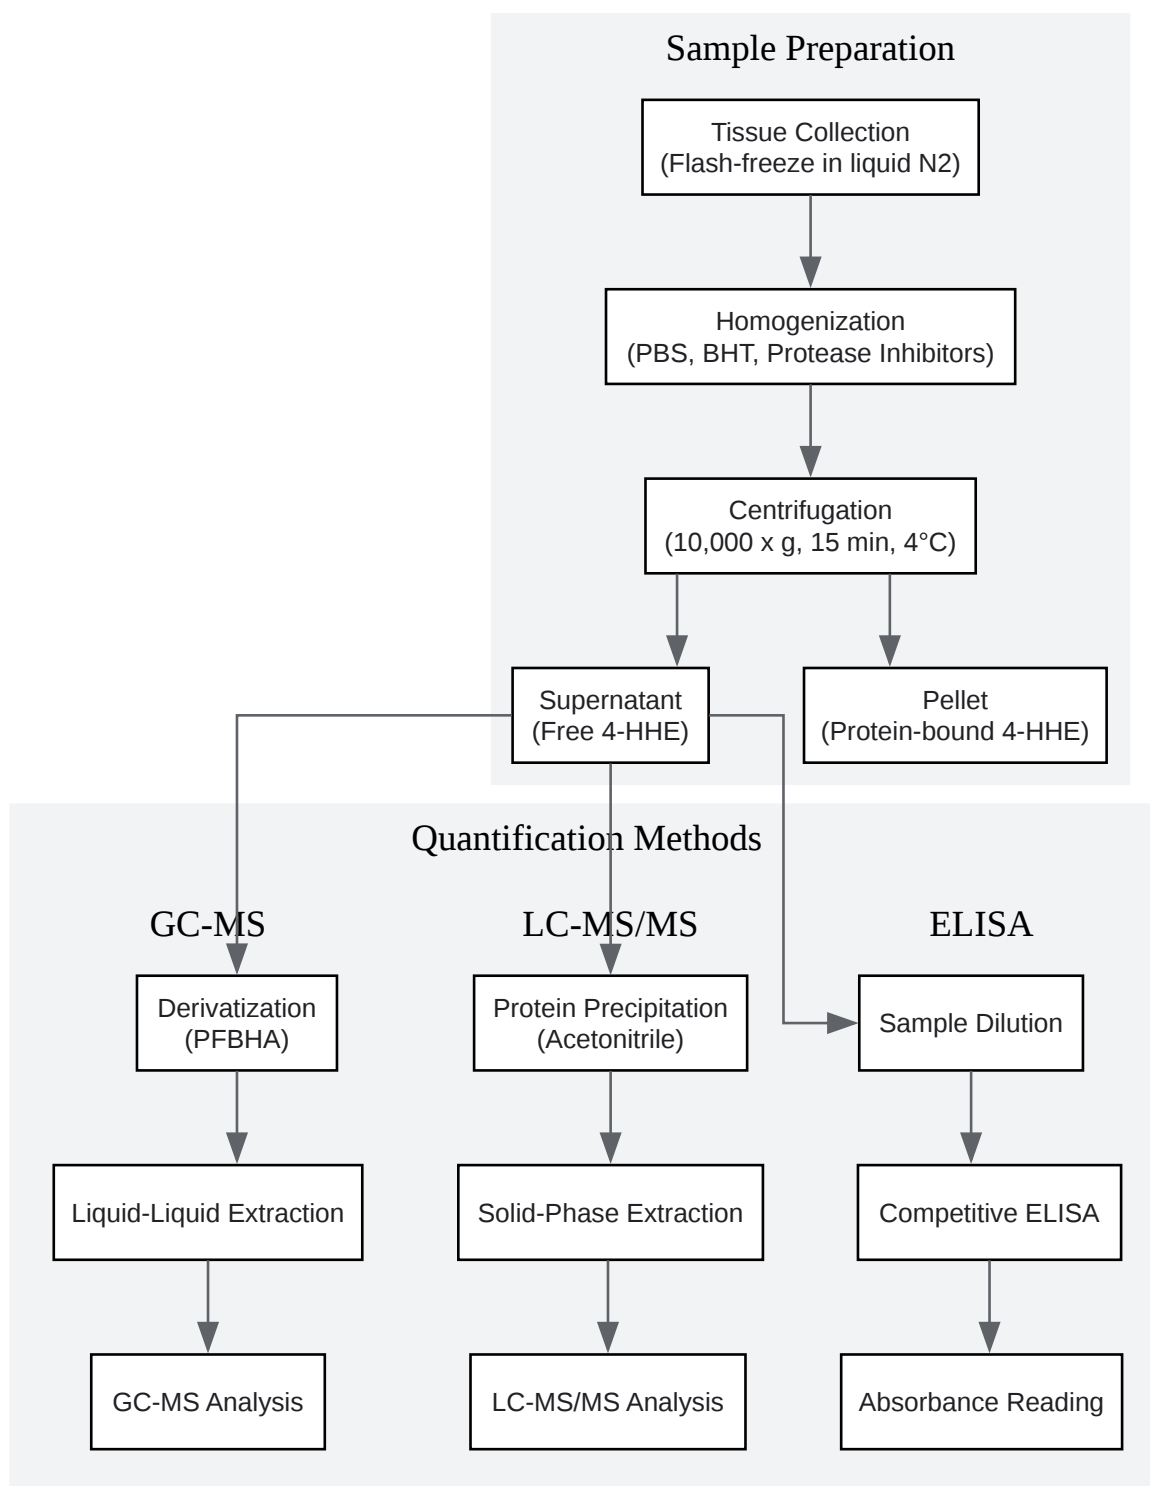 Sample Preparation
Tissue Collection
(Flash-freeze in liquid N2)
Homogenization
(PBS, BHT, Protease Inhibitors)
Centrifugation
(10,000 x g, 15 min, 4°C)
Supernatant
(Free 4-HHE)
Pellet
(Protein-bound 4-HHE)
Quantification Methods
GC-MS
LC-MS/MS
ELISA
Derivatization
(PFBHA)
Protein Precipitation
(Acetonitrile)
Sample Dilution
Liquid-Liquid Extraction
Solid-Phase Extraction
Competitive ELISA
GC-MS Analysis
LC-MS/MS Analysis
Absorbance Reading